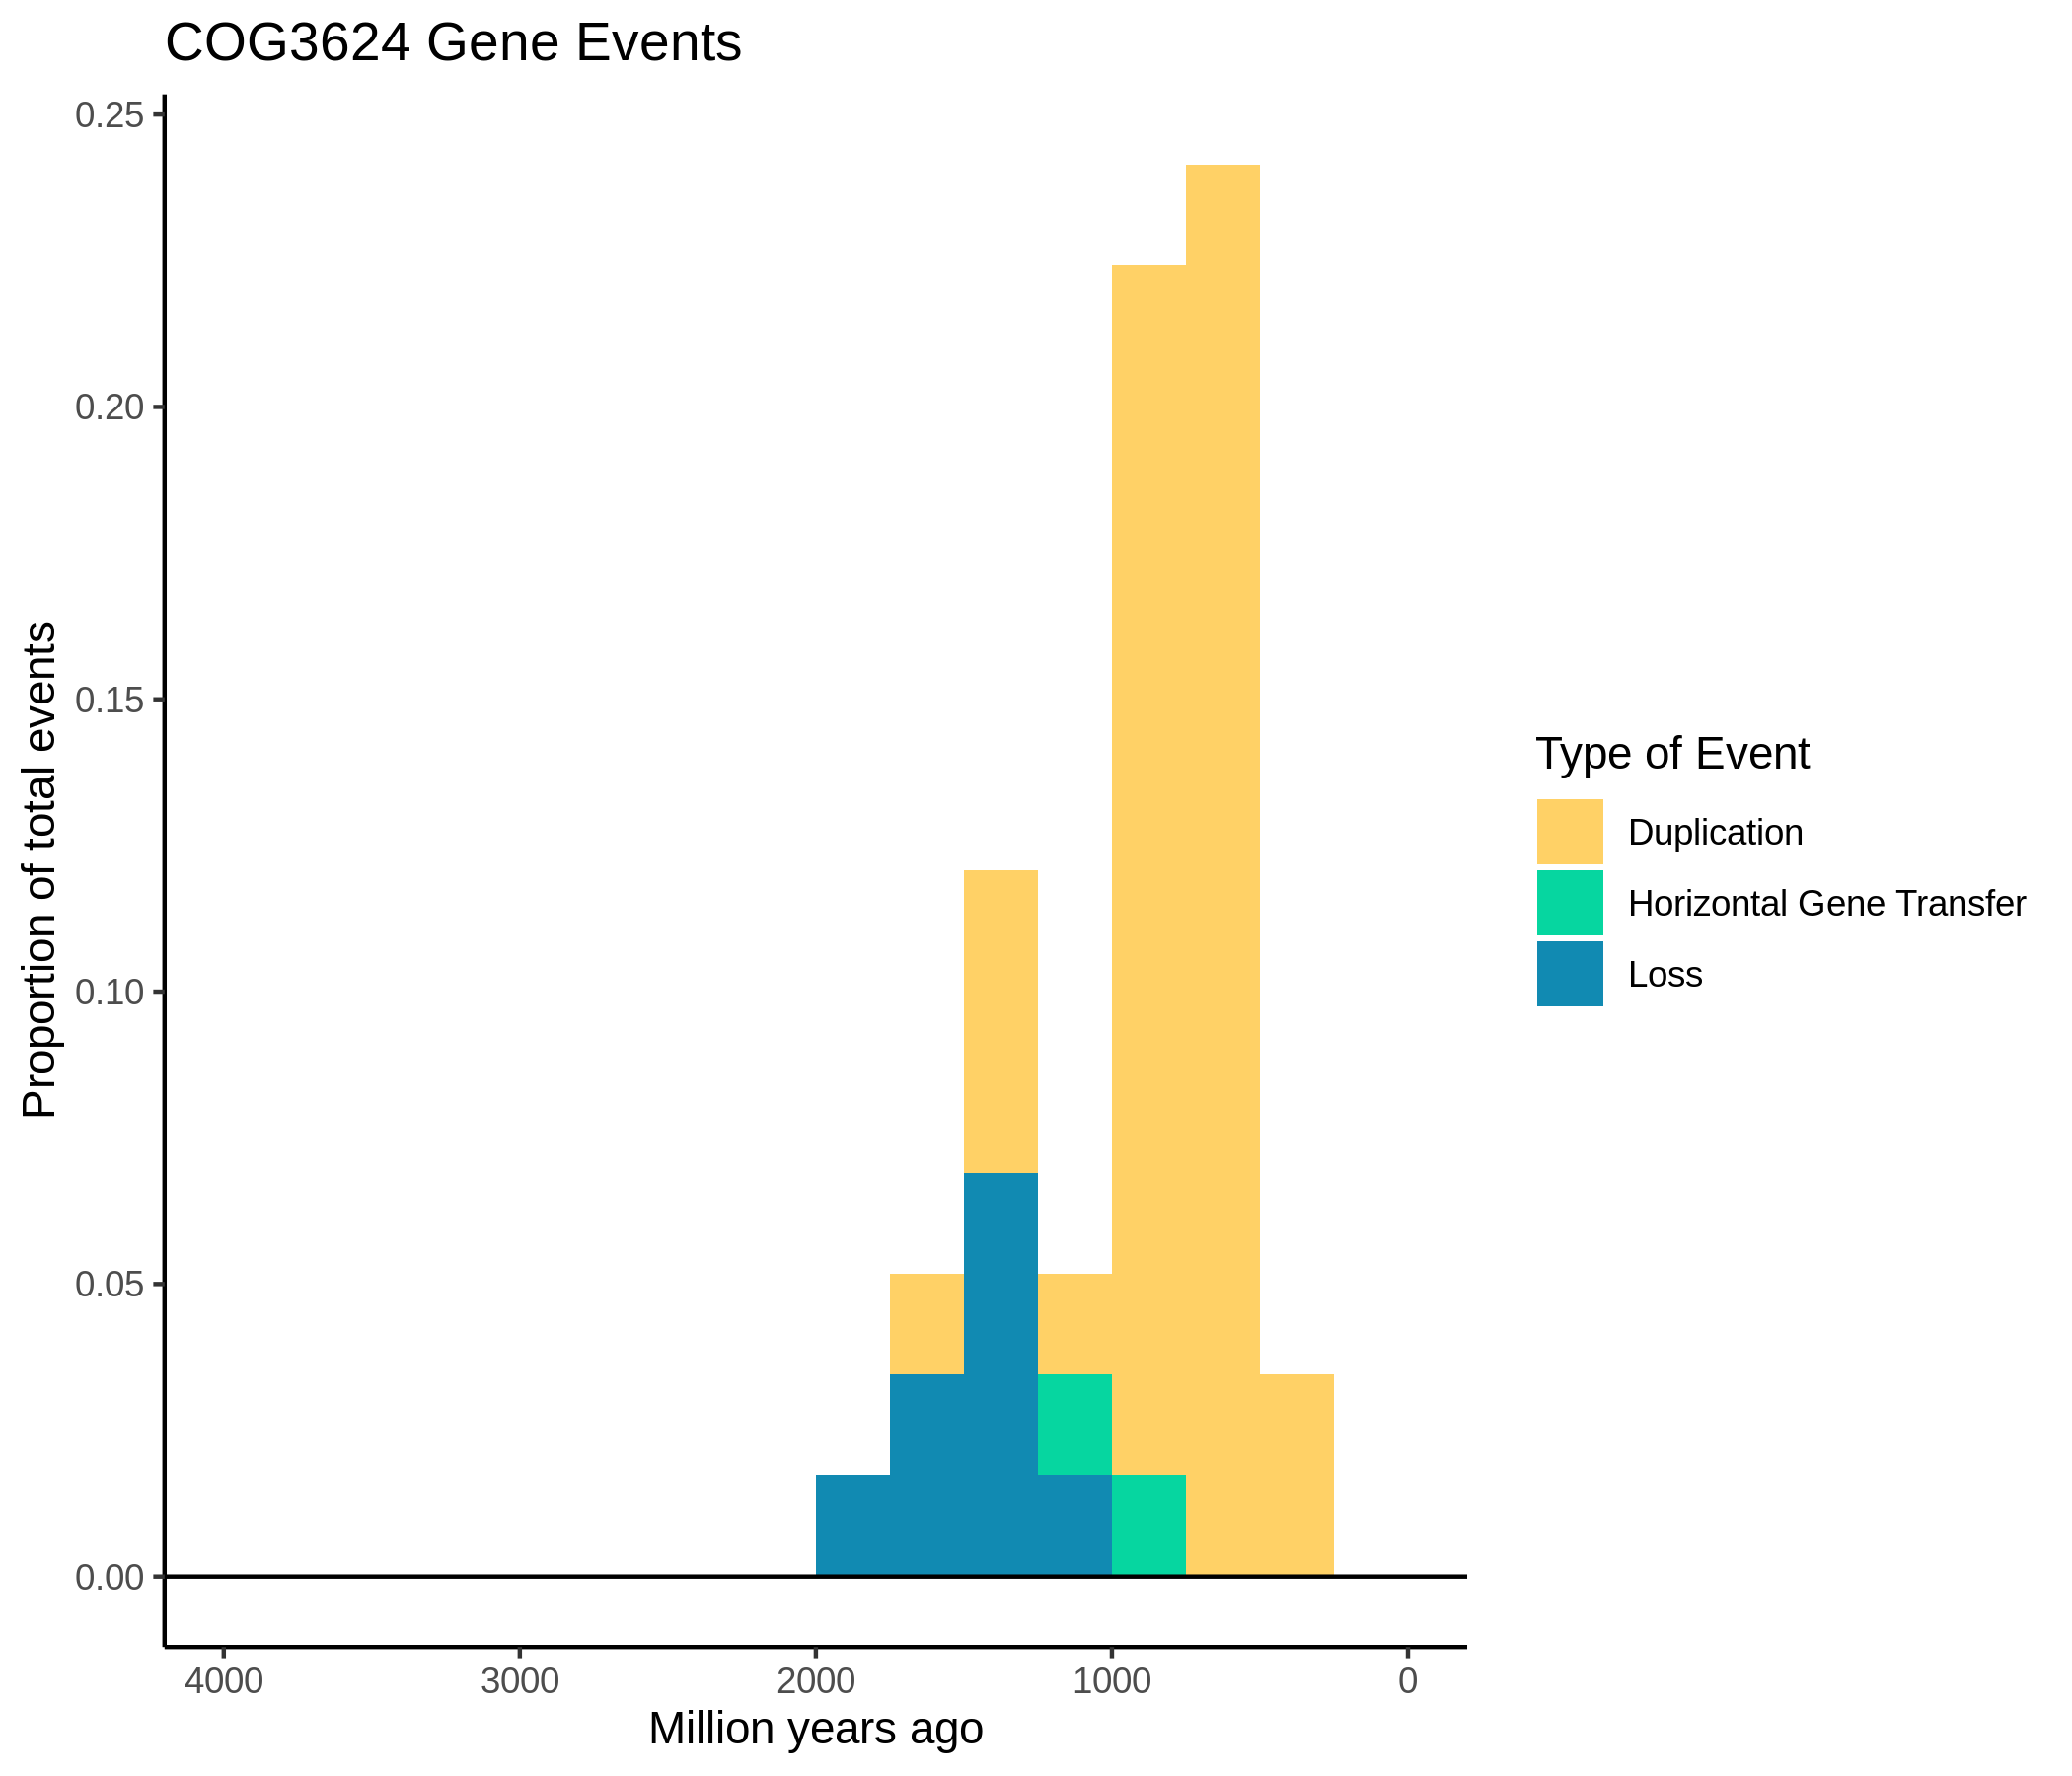 COG3624 Gene Events
0.25
0.20
0.15
0.10
0.05
0.00
Proportion of total events
4000 3000 2000 1000 0
Million years ago
Type of Event
Duplication
Horizontal Gene Transfer
Loss